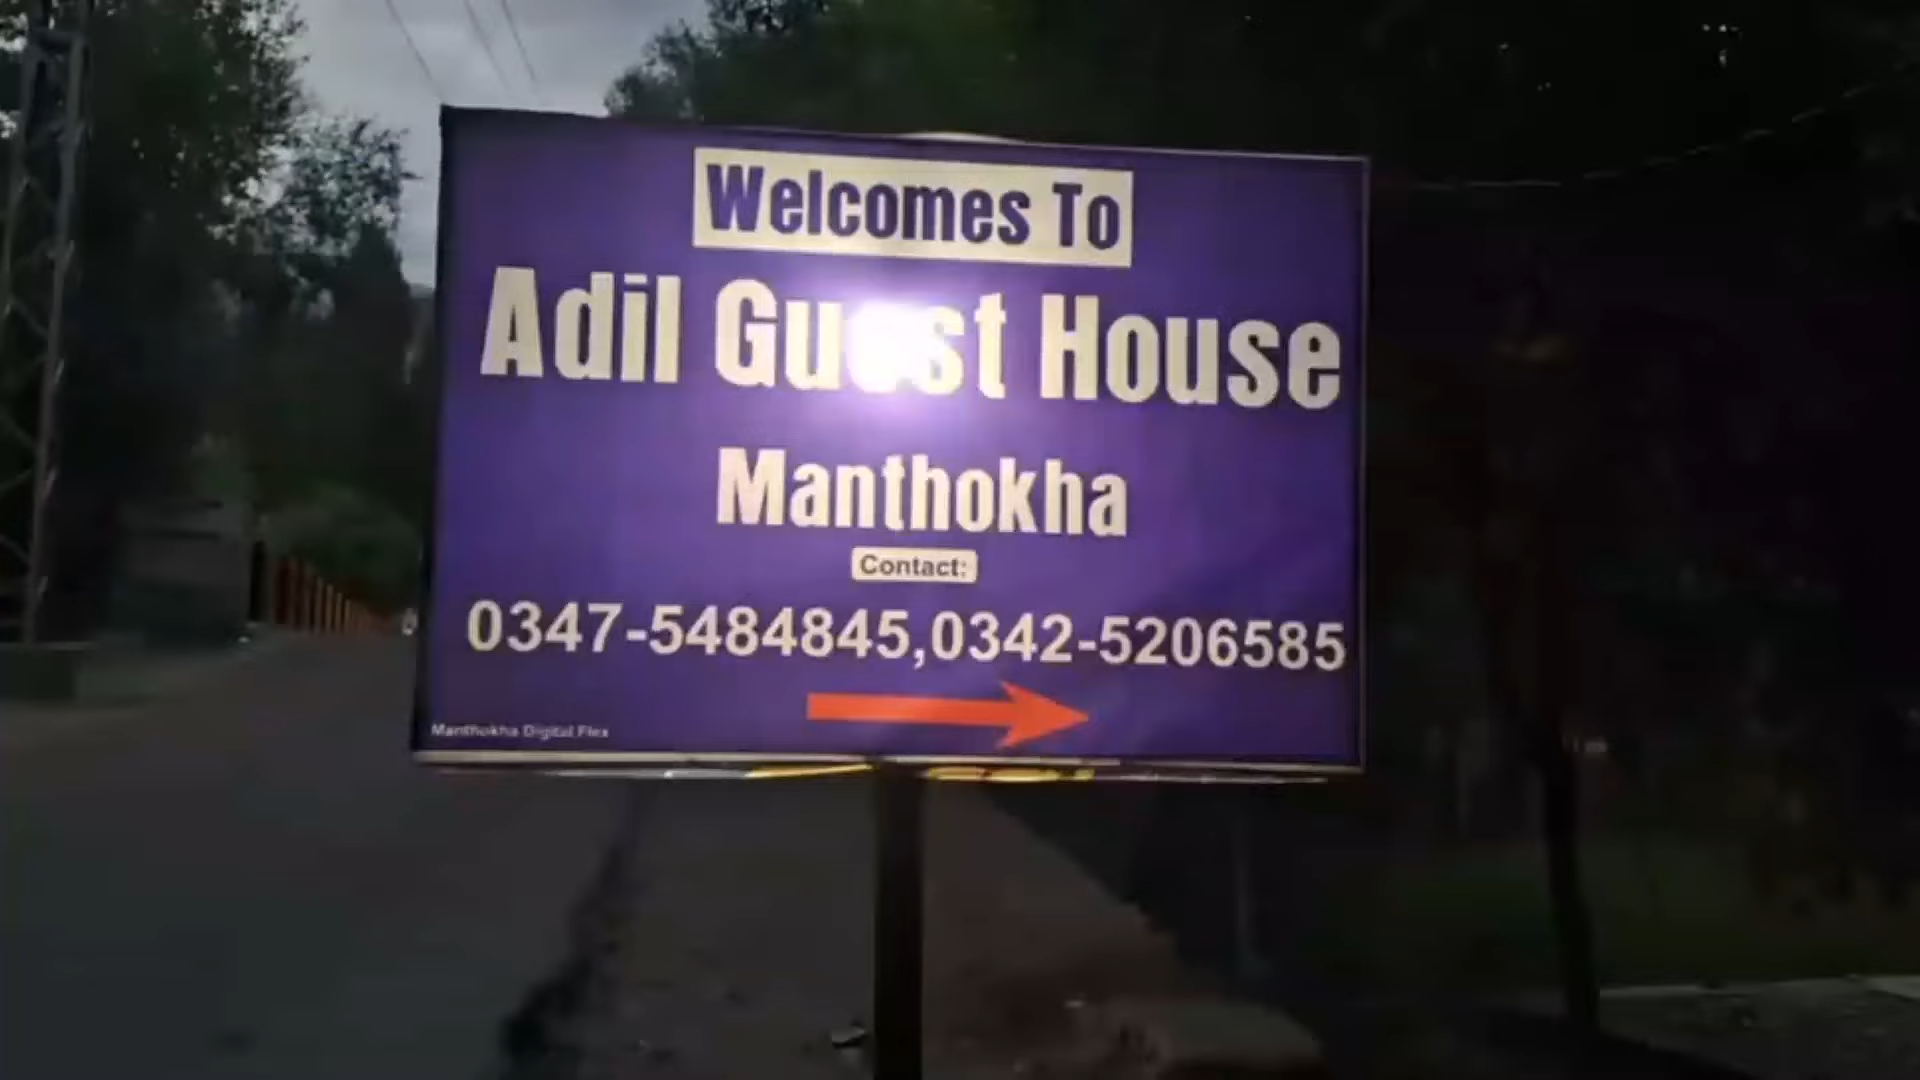 Welcomes To
Adil Guest House
Manthokha
Contact:
0347-5484845,0342-5206585
Manthokha Digital Flex